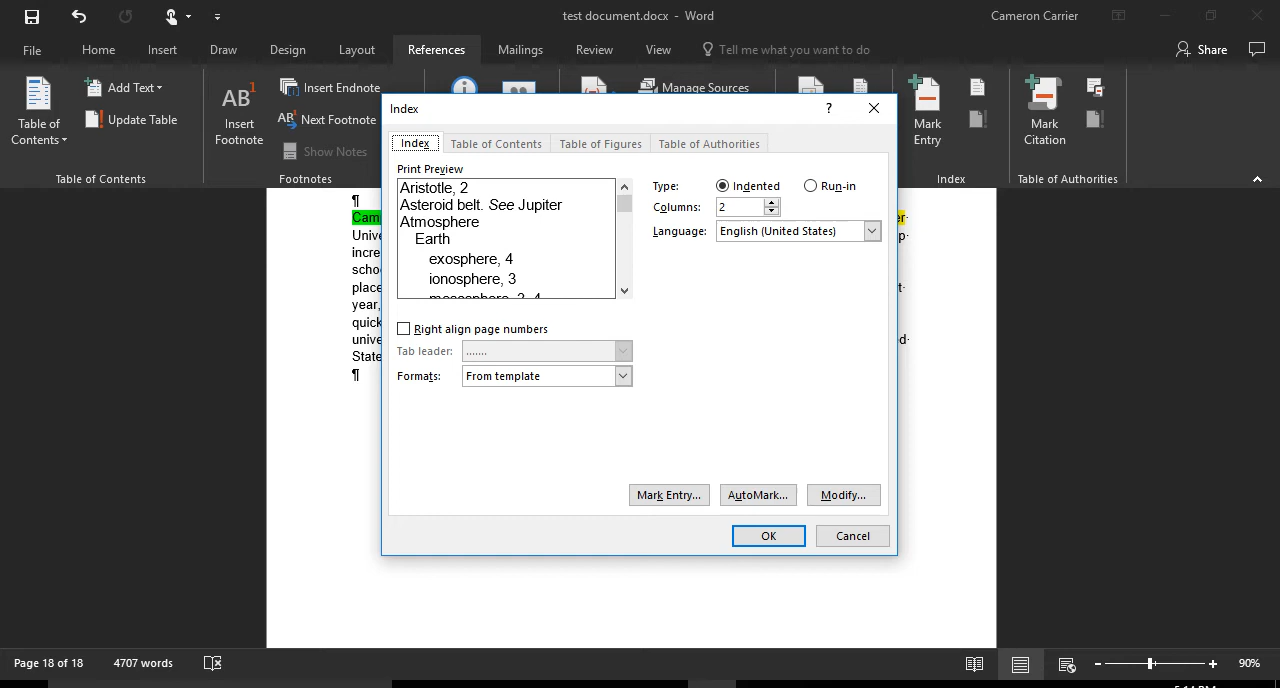 test document.docx - Word
Cameron Carrier
File
Home
Insert
Draw
Design
Layout
References
Mailings
Review
View
Tell me what you want to do
Share
Table of
Contents
Add Text
Update Table
Table of Contents
AB1
Insert
Footnote
Insert Endnote
Next Footnote
Show Notes
Footnotes
Manage Sources
Mark
Entry
Index
Mark
Citation
Table of Authorities
Index
?
Index
Table of Contents
Table of Figures
Table of Authorities
Print Preview
Aristotle, 2
Asteroid belt. See Jupiter
Atmosphere
Earth
exosphere, 4
ionosphere, 3
Type:
Indented
Run-in
Columns:
2
Language:
English (United States)
Right align page numbers
Tab leader:
.......
Formats:
From template
Mark Entry...
AutoMark...
Modify...
OK
Cancel
¶
¶
year,
Page 18 of 18
4707 words
90%